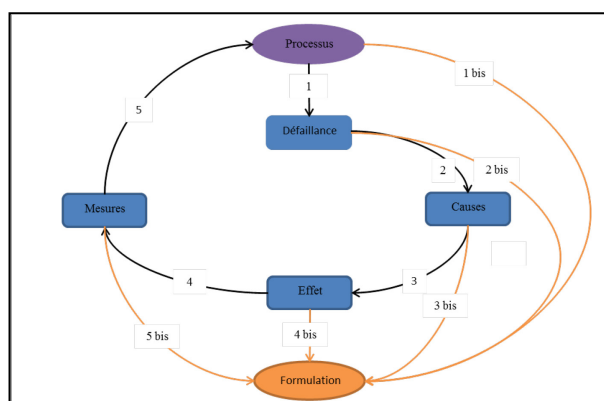 Processus
1 bis
1
5
Défaillance
2
2 bis
Mesures
Causes
4
3
Effet
3 bis
5 bis
4 bis
Formulation